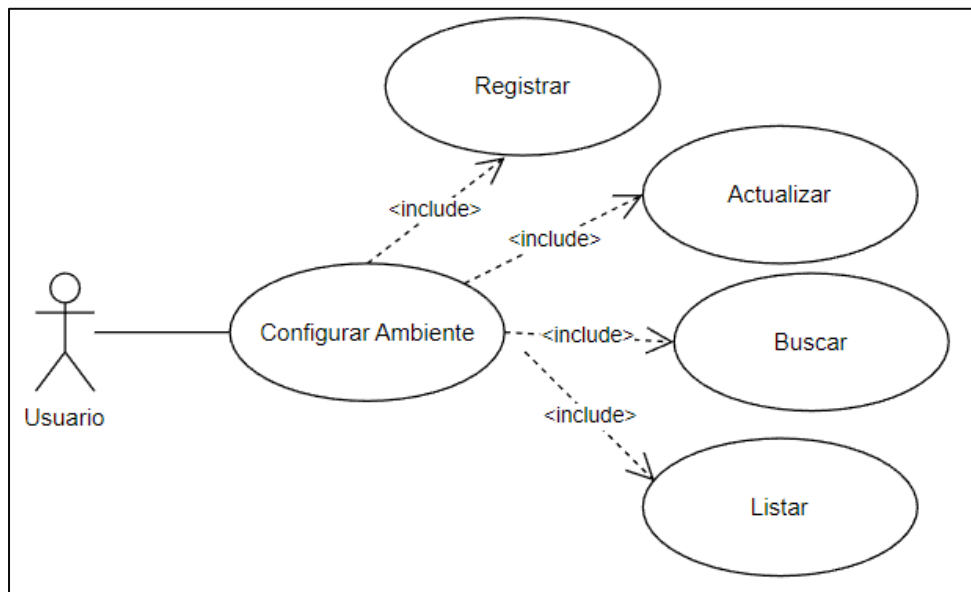 Registrar
<include>
Actualizar
<include>
Configurar Ambiente
<include>
Buscar
Usuario
<include>
Listar